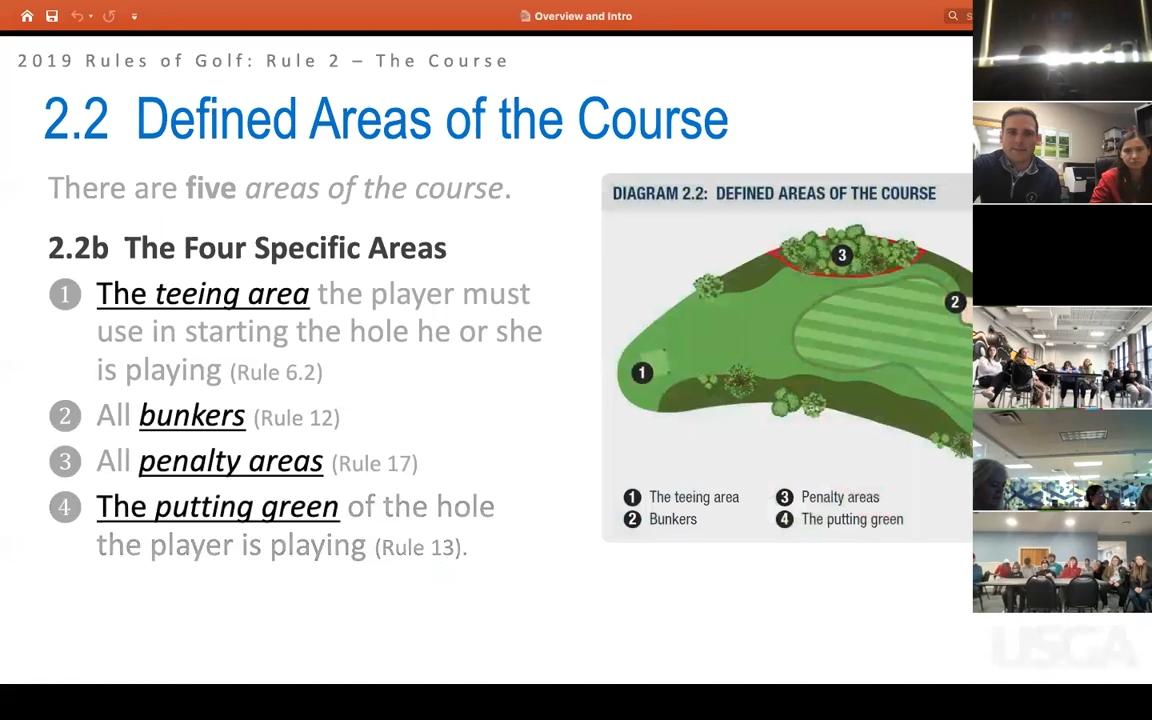 Overview and Intro
S
2019 Rules of Golf: Rule 2 – The Course
2.2 Defined Areas of the Course
There are five areas of the course.
2.2b The Four Specific Areas
1 The teeing area the player must
use in starting the hole he or she
is playing (Rule 6.2)
2 All bunkers (Rule 12)
3 All penalty areas (Rule 17)
4 The putting green of the hole
the player is playing (Rule 13).
DIAGRAM 2.2: DEFINED AREAS OF THE COURSE
3
2
1
1 The teeing area
3 Penalty areas
2 Bunkers
4 The putting green
USGA